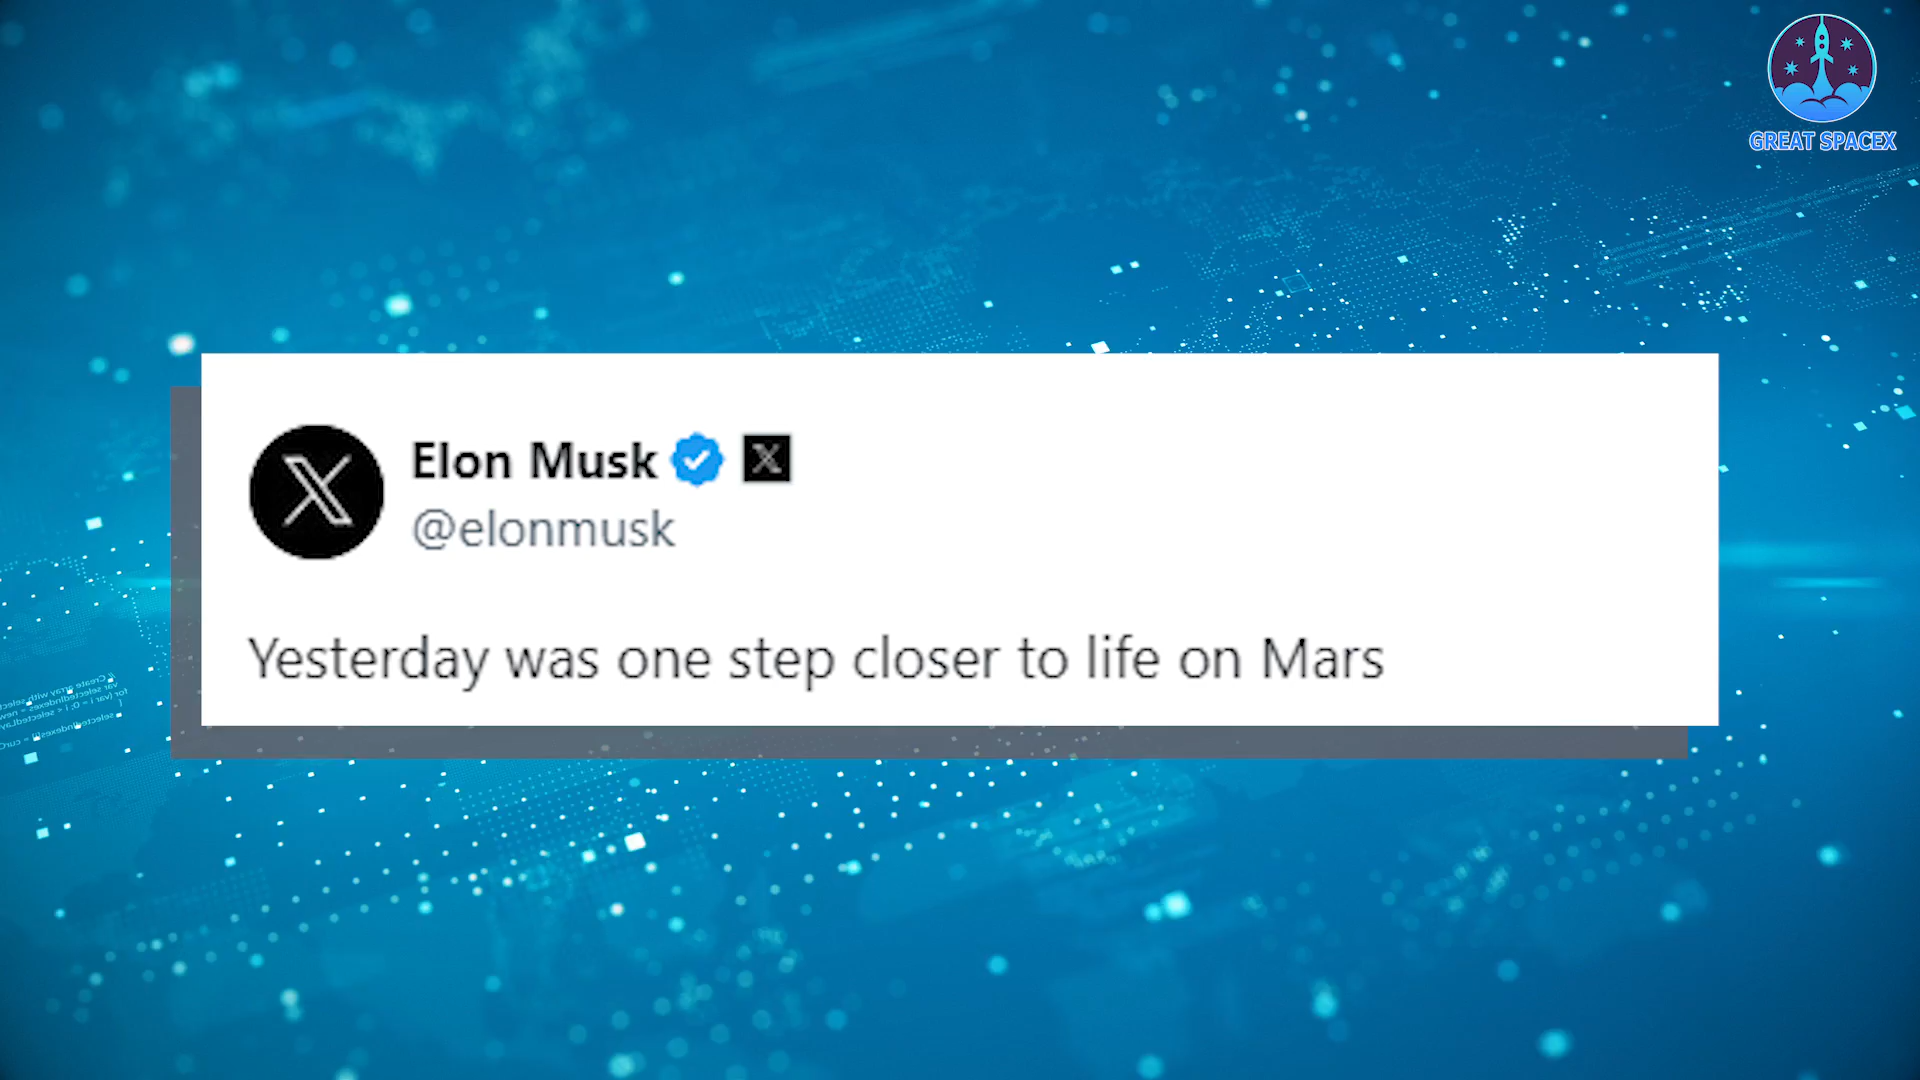 GREAT SPACEX
Elon Musk
@elonmusk
Yesterday was one step closer to life on Mars